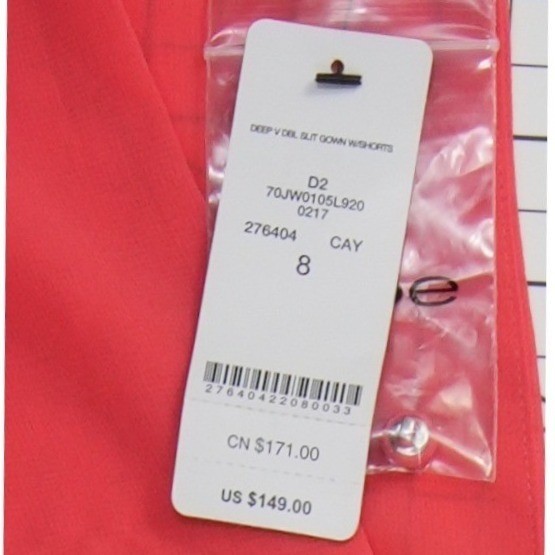 DEEP V DBL SLIT GOWN W/SHORTS
D2
70JW0105L920
0217
276404 CAY
8
27640422080033
CN $171.00
US $149.00